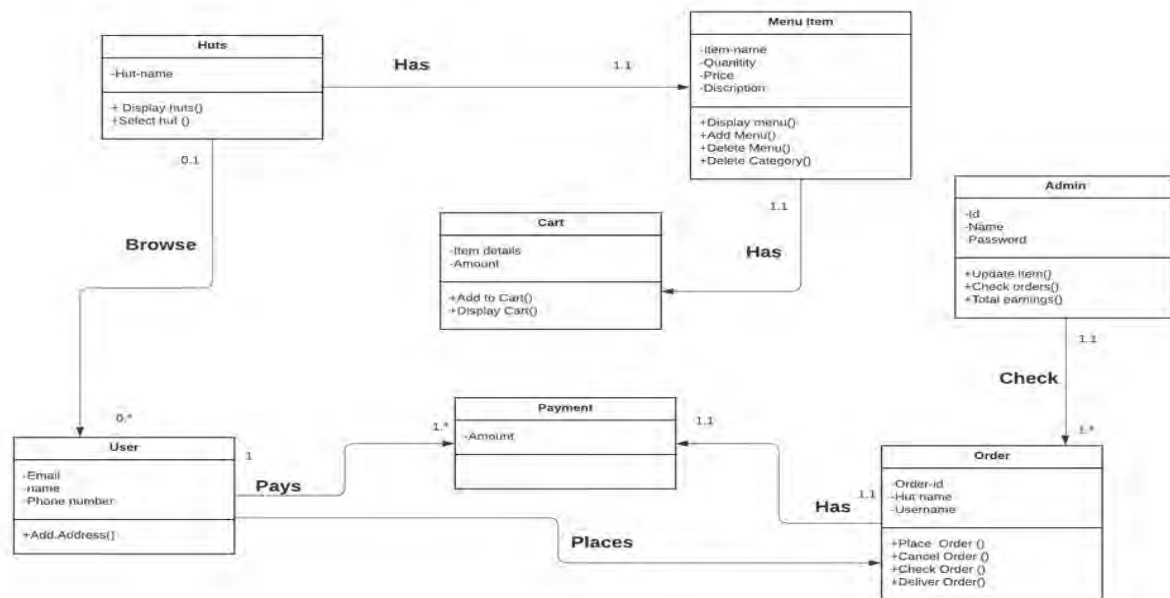 Huts
-Hut-name
+ Display huts()
+Select hut ()
Has
1.1
Menu Item
-Item-name
-Quanitity
-Price
-Discription
+Display menu()
+Add Menu()
+Delete Menu()
+Delete Category()
0.1
Browse
0.*
1.1
Has
Cart
-Item details
-Amount
+Add to Cart()
+Display Cart()
Admin
-Id
-Name
-Password
+Update item()
+Check orders()
+Total earnings()
1.1
Check
1.*
User
-Email
-name
-Phone number
+Add.Address()
1
Pays
1.*
Payment
-Amount
1.1
Has
1.1
Places
Order
-Order-id
-Hut name
-Username
+Place Order ()
+Cancel Order ()
+Check Order ()
+Deliver Order()